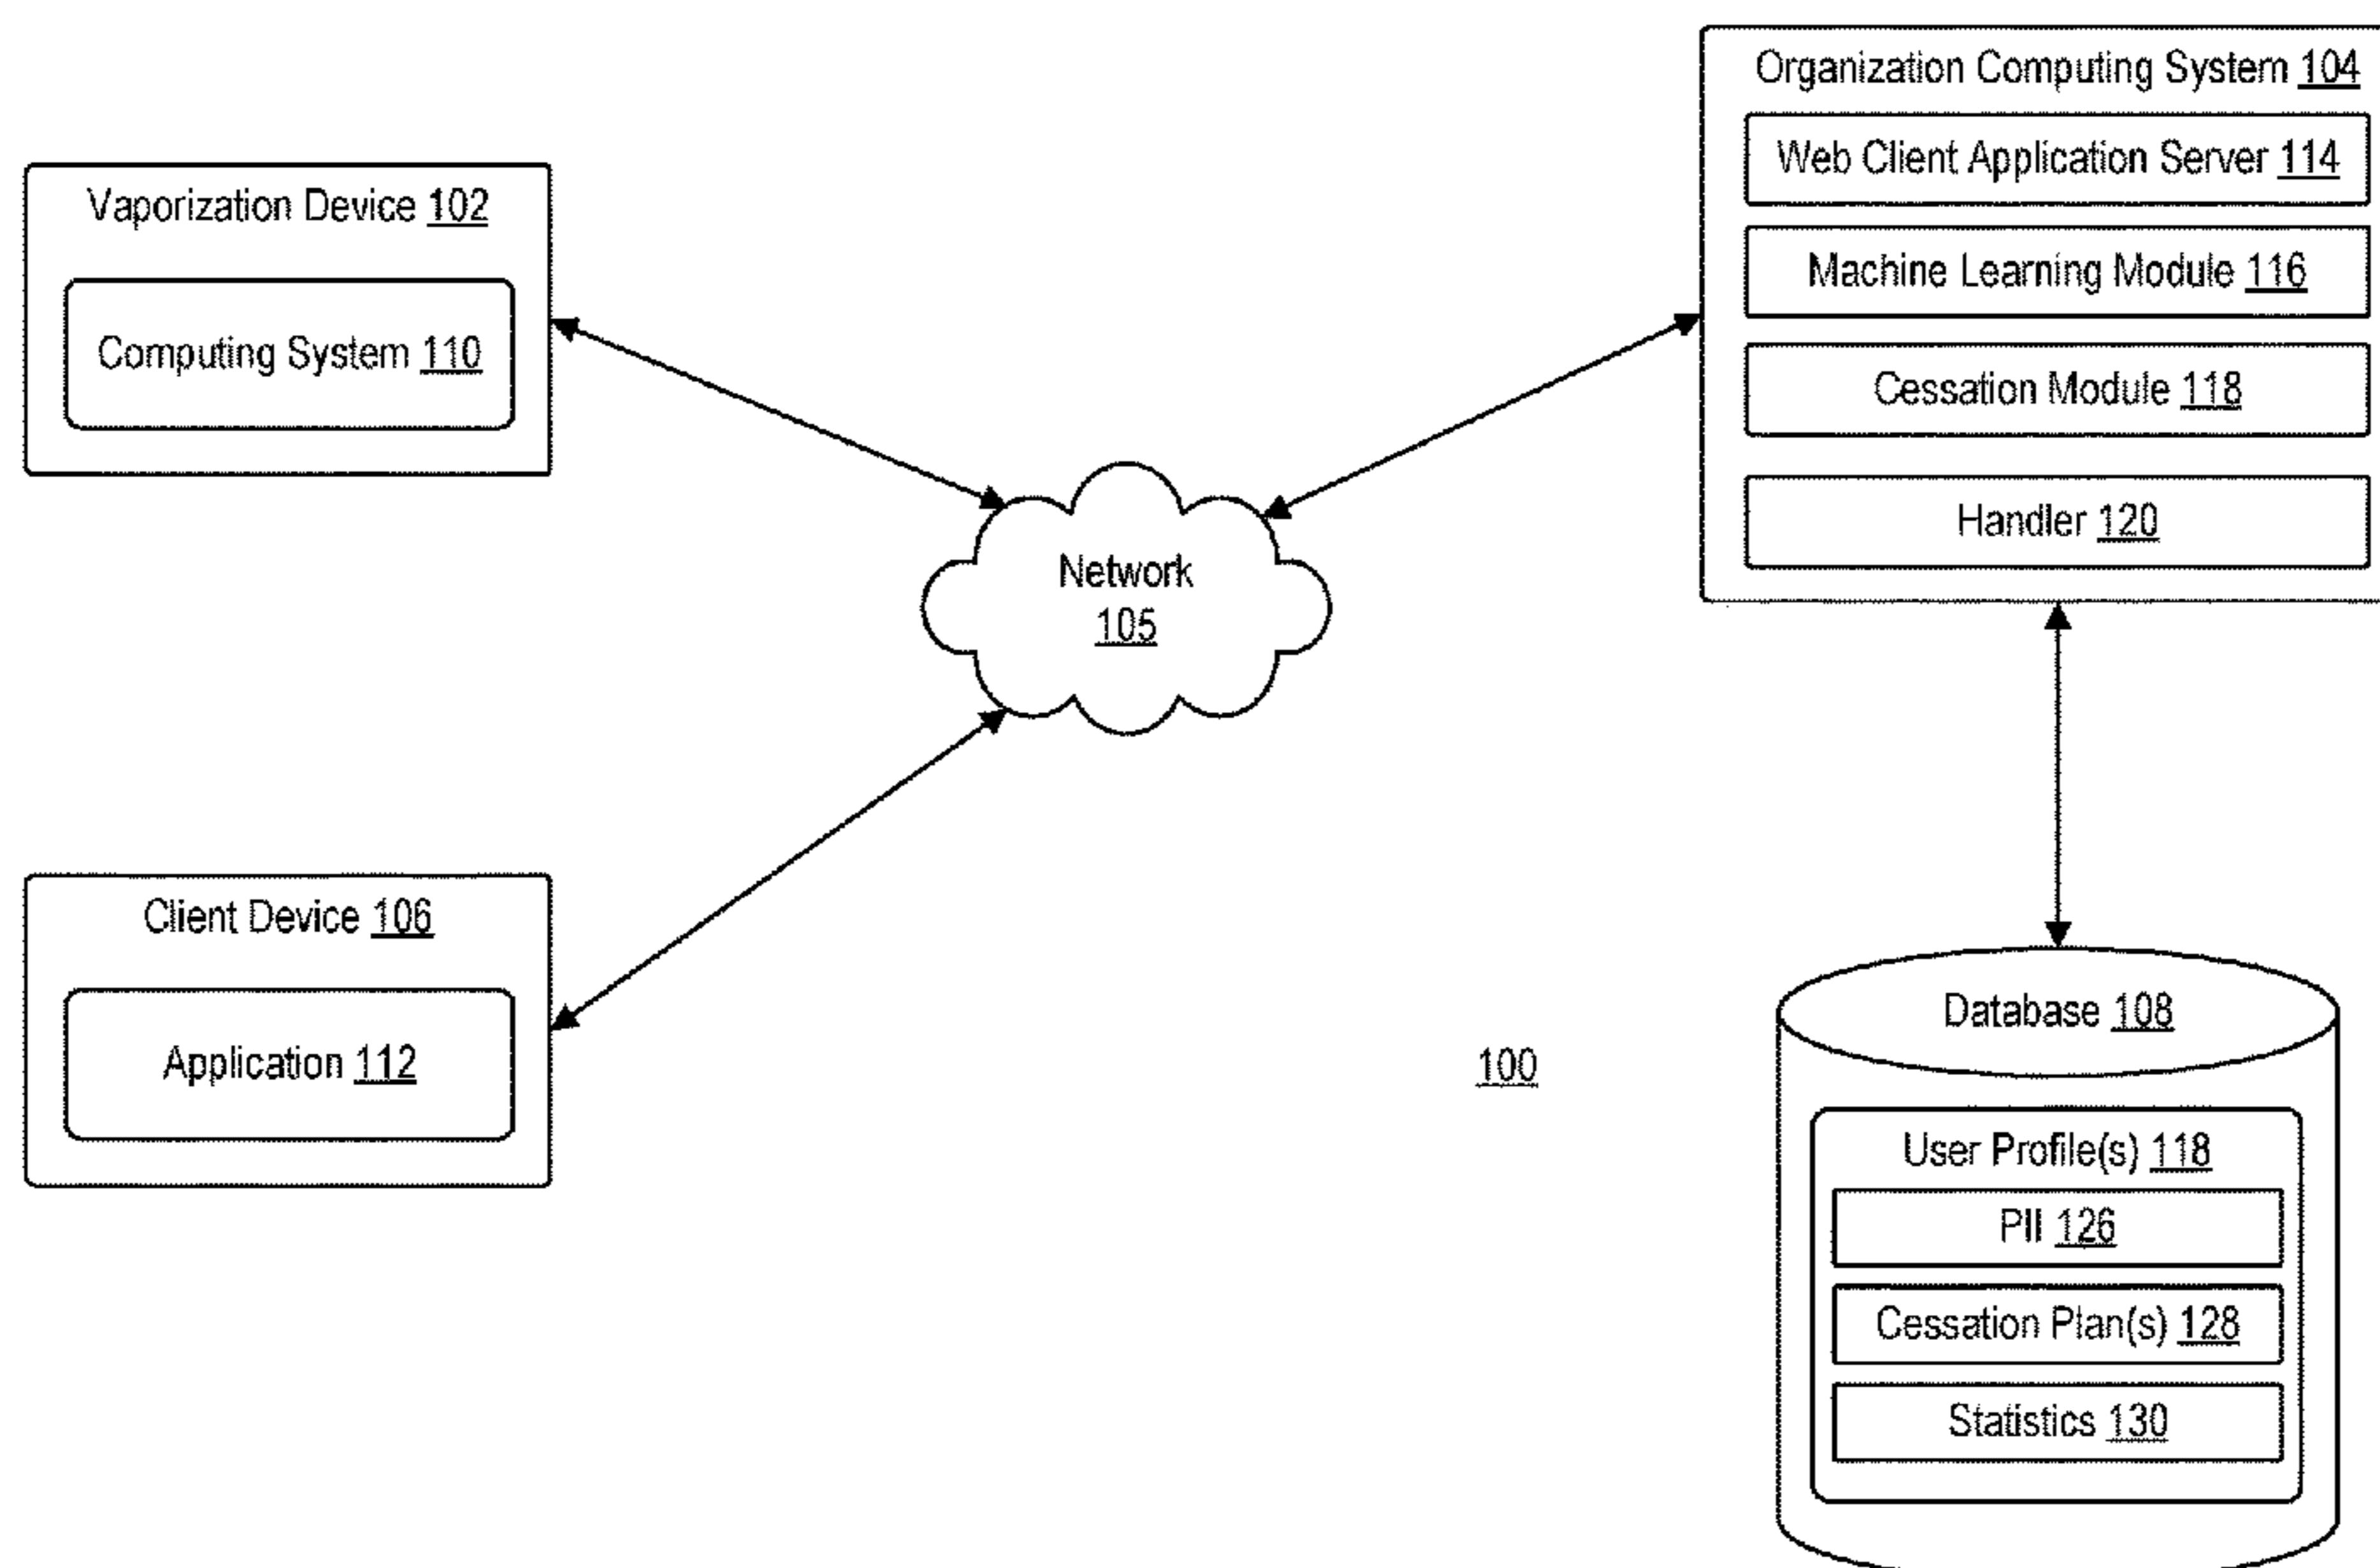 Organization Computing System 104
Web Client Application Server 114
Machine Learning Module 116
Cessation Module 118
Handler 120
Vaporization Device 102
Computing System 110
Network
105
Client Device 106
Application 112
100
Database 108
User Profile(s) 118
PII 126
Cessation Plan(s) 128
Statistics 130